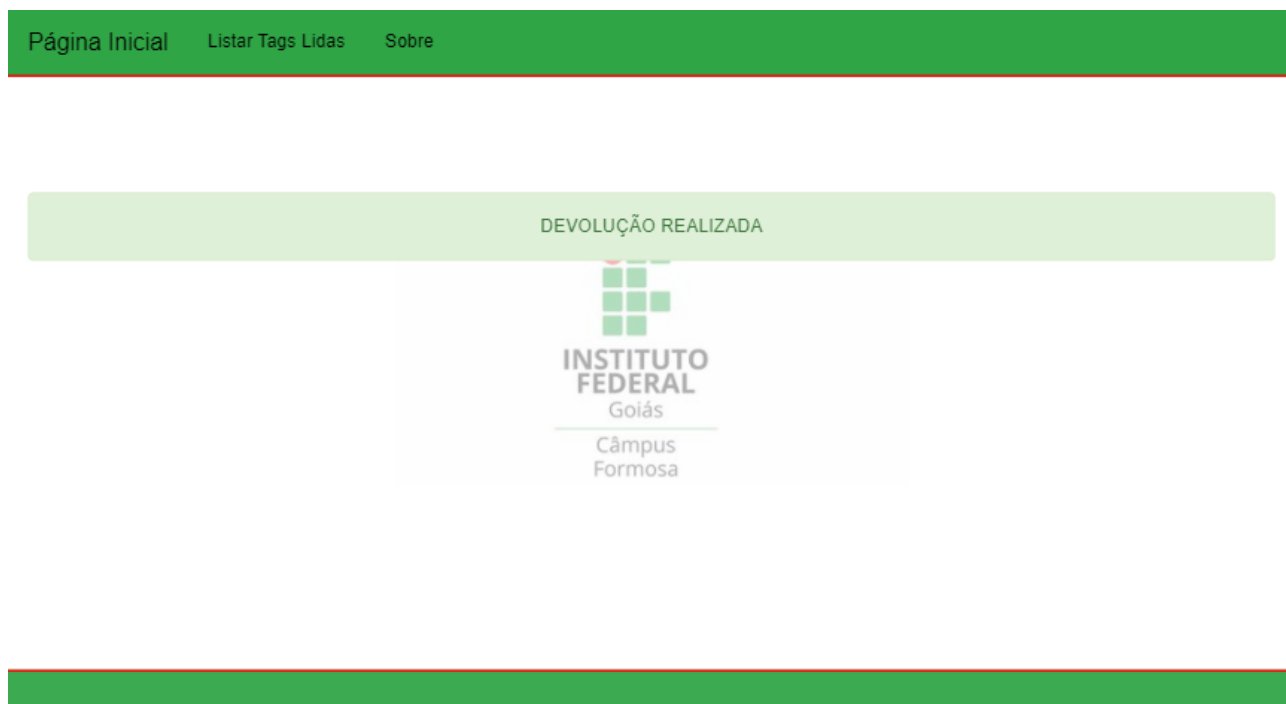 Página Inicial Listar Tags Lidas Sobre
DEVOLUÇÃO REALIZADA
INSTITUTO
FEDERAL
Goiás
Câmpus
Formosa